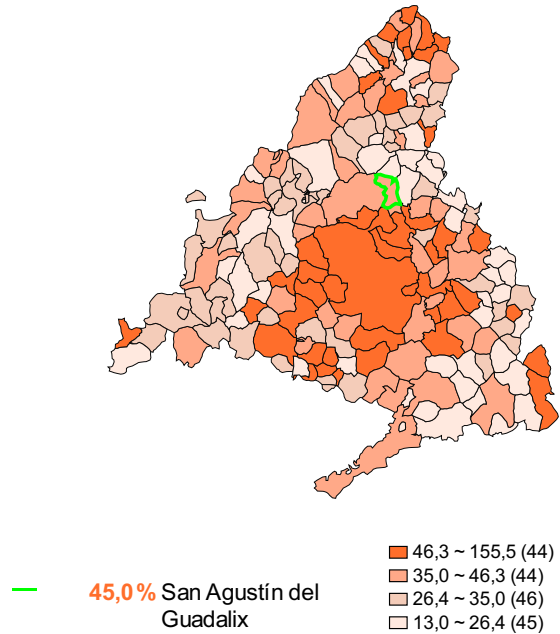 45,0 % San Agustín del
Guadalix
46,3 ~ 155,5 (44)
35,0 ~ 46,3 (44)
26,4 ~ 35,0 (46)
13,0 ~ 26,4 (45)